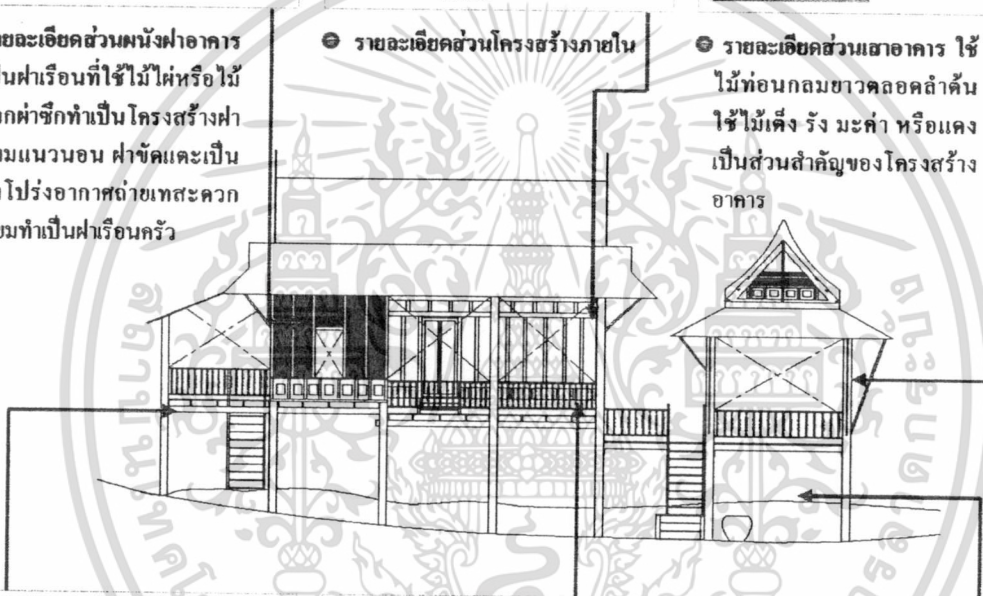 ยละเอียดส่วนผนังฝาอาคาร
ป็นฝาเรือนที่ใช้ไม้ไผ่หรือไม้
วกผ่าซีกทำเป็นโครงสร้างฝา
ามแนวนอน ฝาขัดแตะเป็น
โปร่งอากาศถ่ายเทสะดวก
ยมทำเป็นฝาเรือนครัว
รายละเอียดส่วนโครงสร้างภายใน
รายละเอียดส่วนเสาอาคาร ใช้
ไม้ท่อนกลมยาวตลอดลำต้น
ใช้ไม้เต็ง รัง มะค่า หรือแดง
เป็นส่วนสำคัญของโครงสร้าง
อาคาร